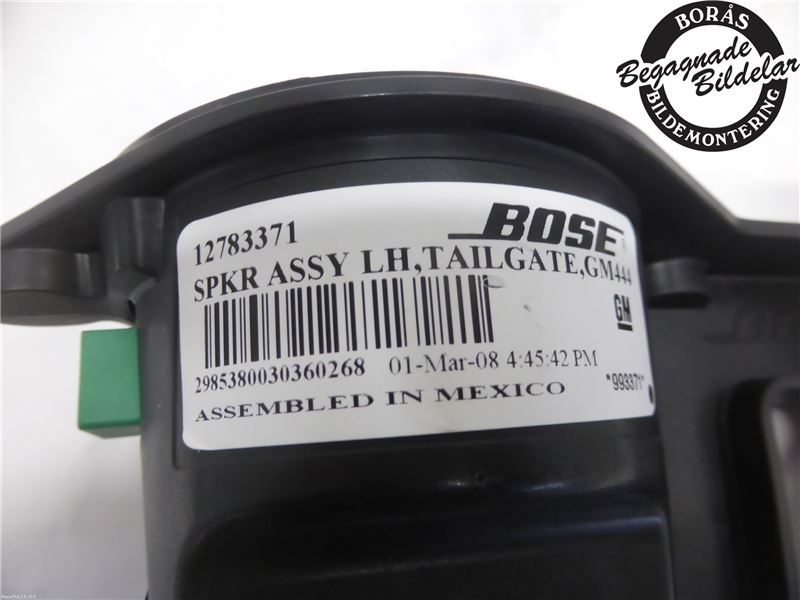 BORÅS
Begagnade
Bildelar
BILDEMONTERING
12783371
BOSE
SPKR ASSY LH,TAILGATE,GM444
GM
2985380030360268 01-Mar-08 4:45:42 PM
*993371*
ASSEMBLED IN MEXICO